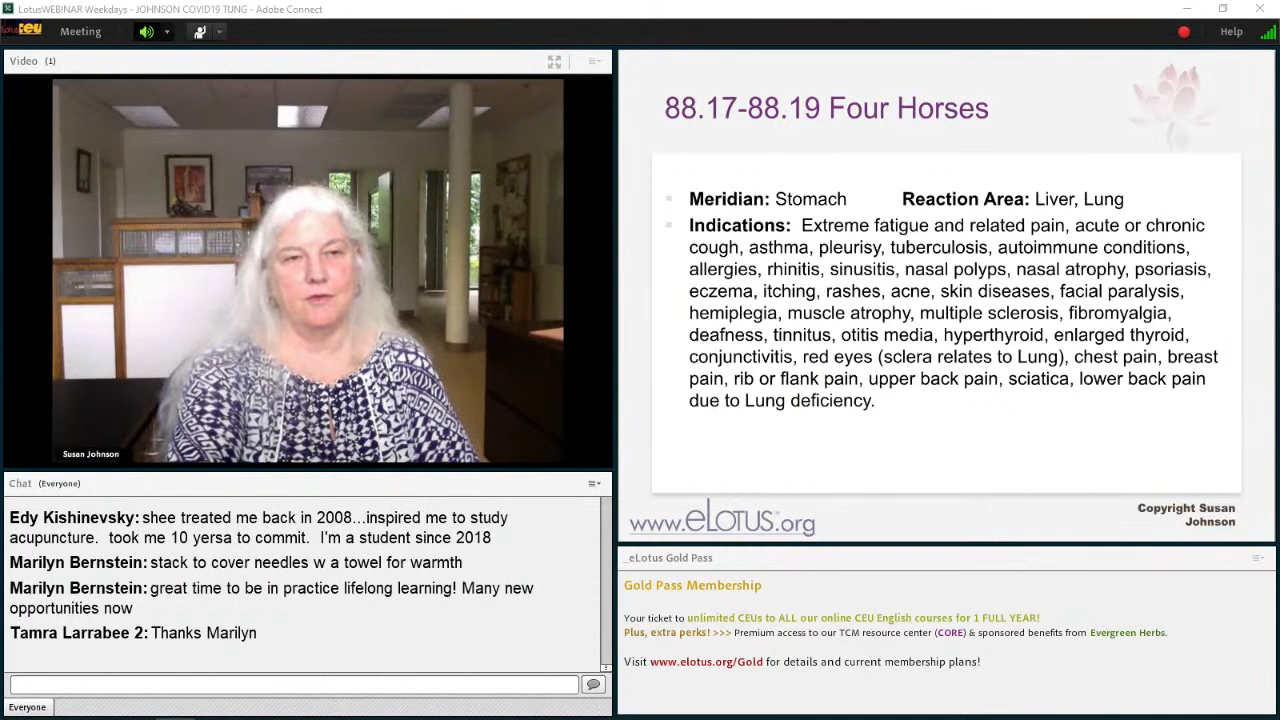 LotusWEBINAR Weekdays - JOHNSON COVID19 TUNG - Adobe Connect
Lotus CEU
Meeting
Help
Video (1)
Susan Johnson
88.17-88.19 Four Horses
Meridian: Stomach Reaction Area: Liver, Lung
Indications: Extreme fatigue and related pain, acute or chronic
cough, asthma, pleurisy, tuberculosis, autoimmune conditions,
allergies, rhinitis, sinusitis, nasal polyps, nasal atrophy, psoriasis,
eczema, itching, rashes, acne, skin diseases, facial paralysis,
hemiplegia, muscle atrophy, multiple sclerosis, fibromyalgia,
deafness, tinnitus, otitis media, hyperthyroid, enlarged thyroid,
conjunctivitis, red eyes (sclera relates to Lung), chest pain, breast
pain, rib or flank pain, upper back pain, sciatica, lower back pain
due to Lung deficiency.
www.eLOTUS.org
Copyright Susan
Johnson
Chat (Everyone)
Edy Kishinevsky: shee treated me back in 2008...inspired me to study
acupuncture. took me 10 yersa to commit. I'm a student since 2018
Marilyn Bernstein: stack to cover needles w a towel for warmth
Marilyn Bernstein: great time to be in practice lifelong learning! Many new
opportunities now
Tamra Larrabee 2: Thanks Marilyn
Everyone
_eLotus Gold Pass
Gold Pass Membership
Your ticket to unlimited CEUs to ALL our online CEU English courses for 1 FULL YEAR!
Plus, extra perks! >>> Premium access to our TCM resource center (CORE) & sponsored benefits from Evergreen Herbs.
Visit www.elotus.org/Gold for details and current membership plans!